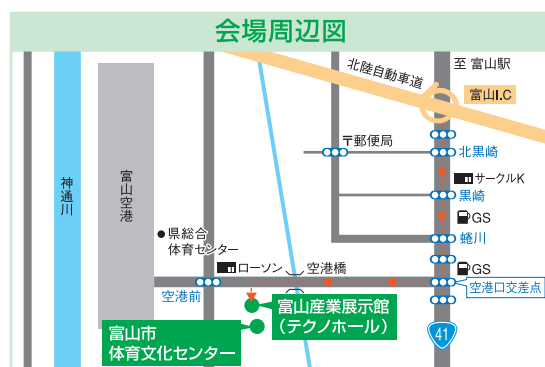 会場周辺図
至 富山駅
北陸自動車道
富山I.C
〒郵便局
北黒崎
サークルK
黒崎
GS
蜷川
GS
空港口交差点
41
神通川
富山空港
県総合
体育センター
ローソン
空港橋
空港前
富山産業展示館
（テクノホール）
富山市
体育文化センター